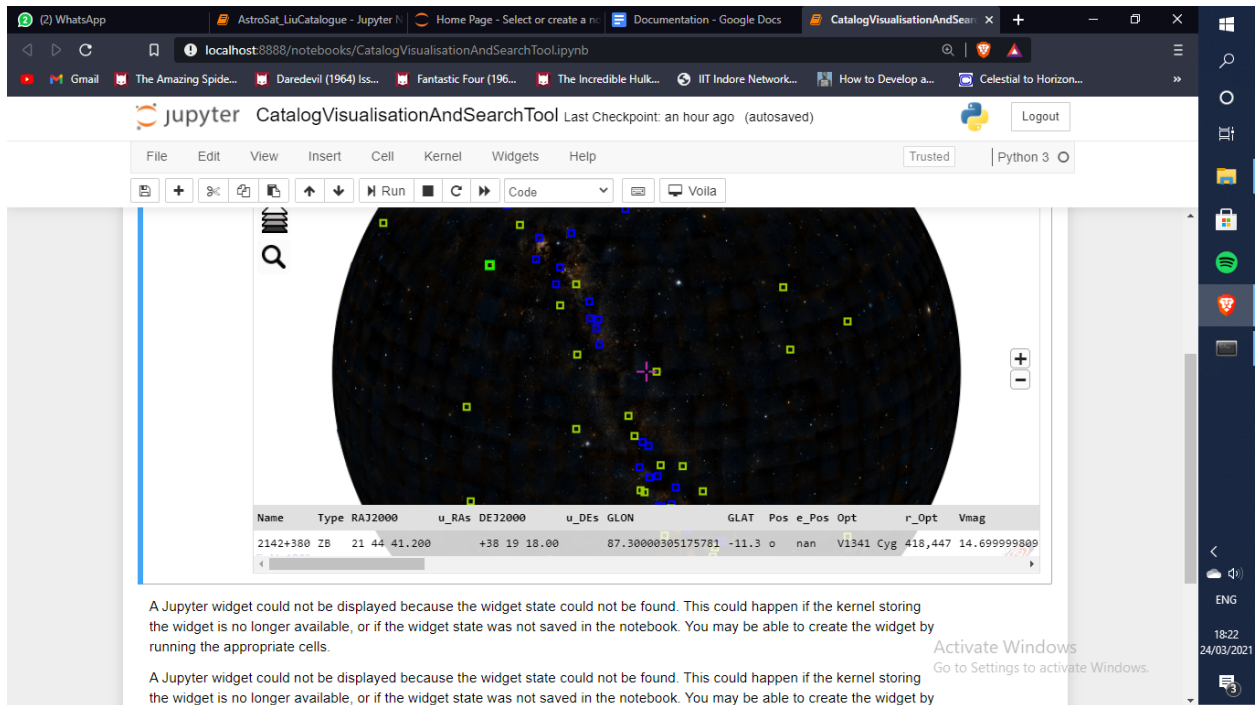 (2) WhatsApp
AstroSat_LiuCatalogue - Jupyter N
Home Page - Select or create a no
Documentation - Google Docs
CatalogVisualisationAndSear
localhost:8888/notebooks/CatalogVisualisationAndSearchTool.ipynb
Gmail
The Amazing Spide...
Daredevil (1964) Iss...
Fantastic Four (196...
The Incredible Hulk...
IIT Indore Network...
How to Develop a...
Celestial to Horizon...
jupyter CatalogVisualisationAndSearchTool Last Checkpoint: an hour ago (autosaved)
Logout
File Edit View Insert Cell Kernel Widgets Help
Trusted
Python 3
Run
Code
Voila
Name Type RAJ2000 u_RAs DEJ2000 u_DEs GLON GLAT Pos e_Pos Opt r_Opt Vmag
2142+380 ZB 21 44 41.200 +38 19 18.00 87.30000305175781 -11.3 o nan V1341 Cyg 418,447 14.699999809
A Jupyter widget could not be displayed because the widget state could not be found. This could happen if the kernel storing
the widget is no longer available, or if the widget state was not saved in the notebook. You may be able to create the widget by
running the appropriate cells.
A Jupyter widget could not be displayed because the widget state could not be found. This could happen if the kernel storing
the widget is no longer available, or if the widget state was not saved in the notebook. You may be able to create the widget by
Activate Windows
Go to Settings to activate Windows.
ENG
18:22
24/03/2021
3